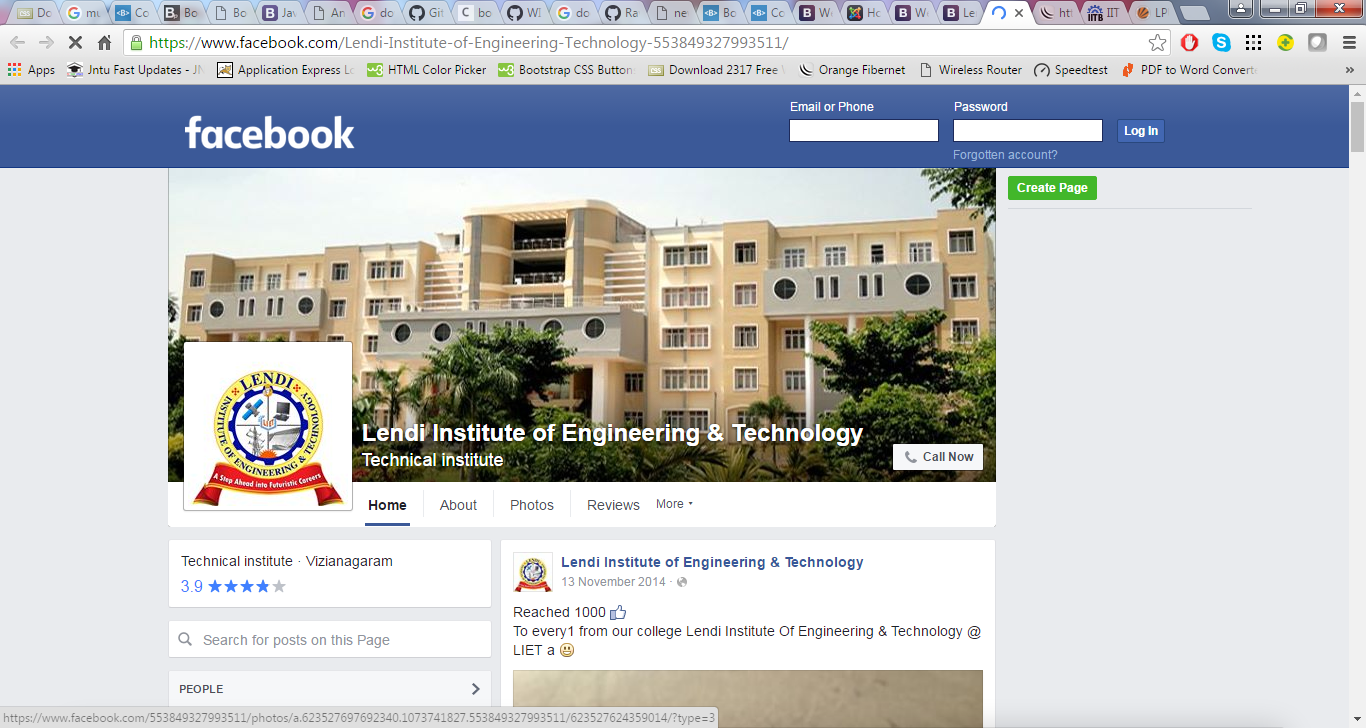 Do
G mu
Co
Bo
Bo
Jav
An
G do
Git
C bo
WI
G do
Ra
ne
Bo
Co
B We
Ho
B We
B Le
htt
IIT
LP
https://www.facebook.com/Lendi-Institute-of-Engineering-Technology-553849327993511/
Apps
Jntu Fast Updates - JN
Application Express Lo
HTML Color Picker
Bootstrap CSS Button
Download 2317 Free
Orange Fibernet
Wireless Router
Speedtest
PDF to Word Converte
»
facebook
Email or Phone
Password
Log In
Forgotten account?
Create Page
LENDI
INSTITUTE OF ENGINEERING & TECHNOLOGY
A Step Ahead into Futuristic Careers
Lendi Institute of Engineering & Technology
Technical institute
Call Now
Home
About
Photos
Reviews
More
Technical institute · Vizianagaram
3.9
Search for posts on this Page
PEOPLE
Lendi Institute of Engineering & Technology
13 November 2014 ·
Reached 1000
To every1 from our college Lendi Institute Of Engineering & Technology @
LIET a
https://www.facebook.com/553849327993511/photos/a.623527697692340.1073741827.553849327993511/623527624359014/?type=3